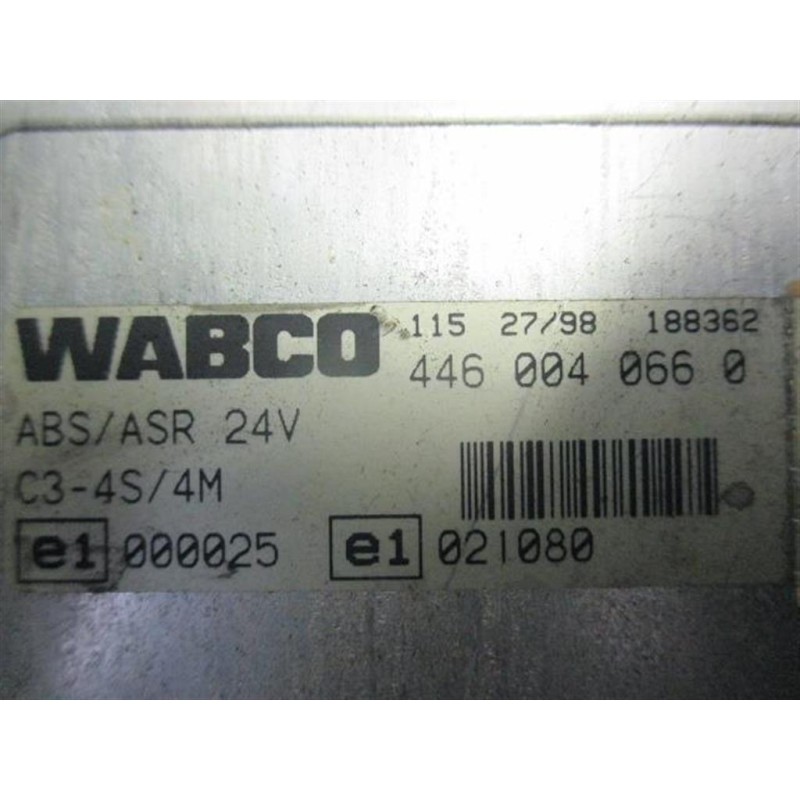 WABCO 115 27/98 188362
446 004 066 0
ABS/ASR 24V
C3-4S/4M
e1 000025 e1 021080